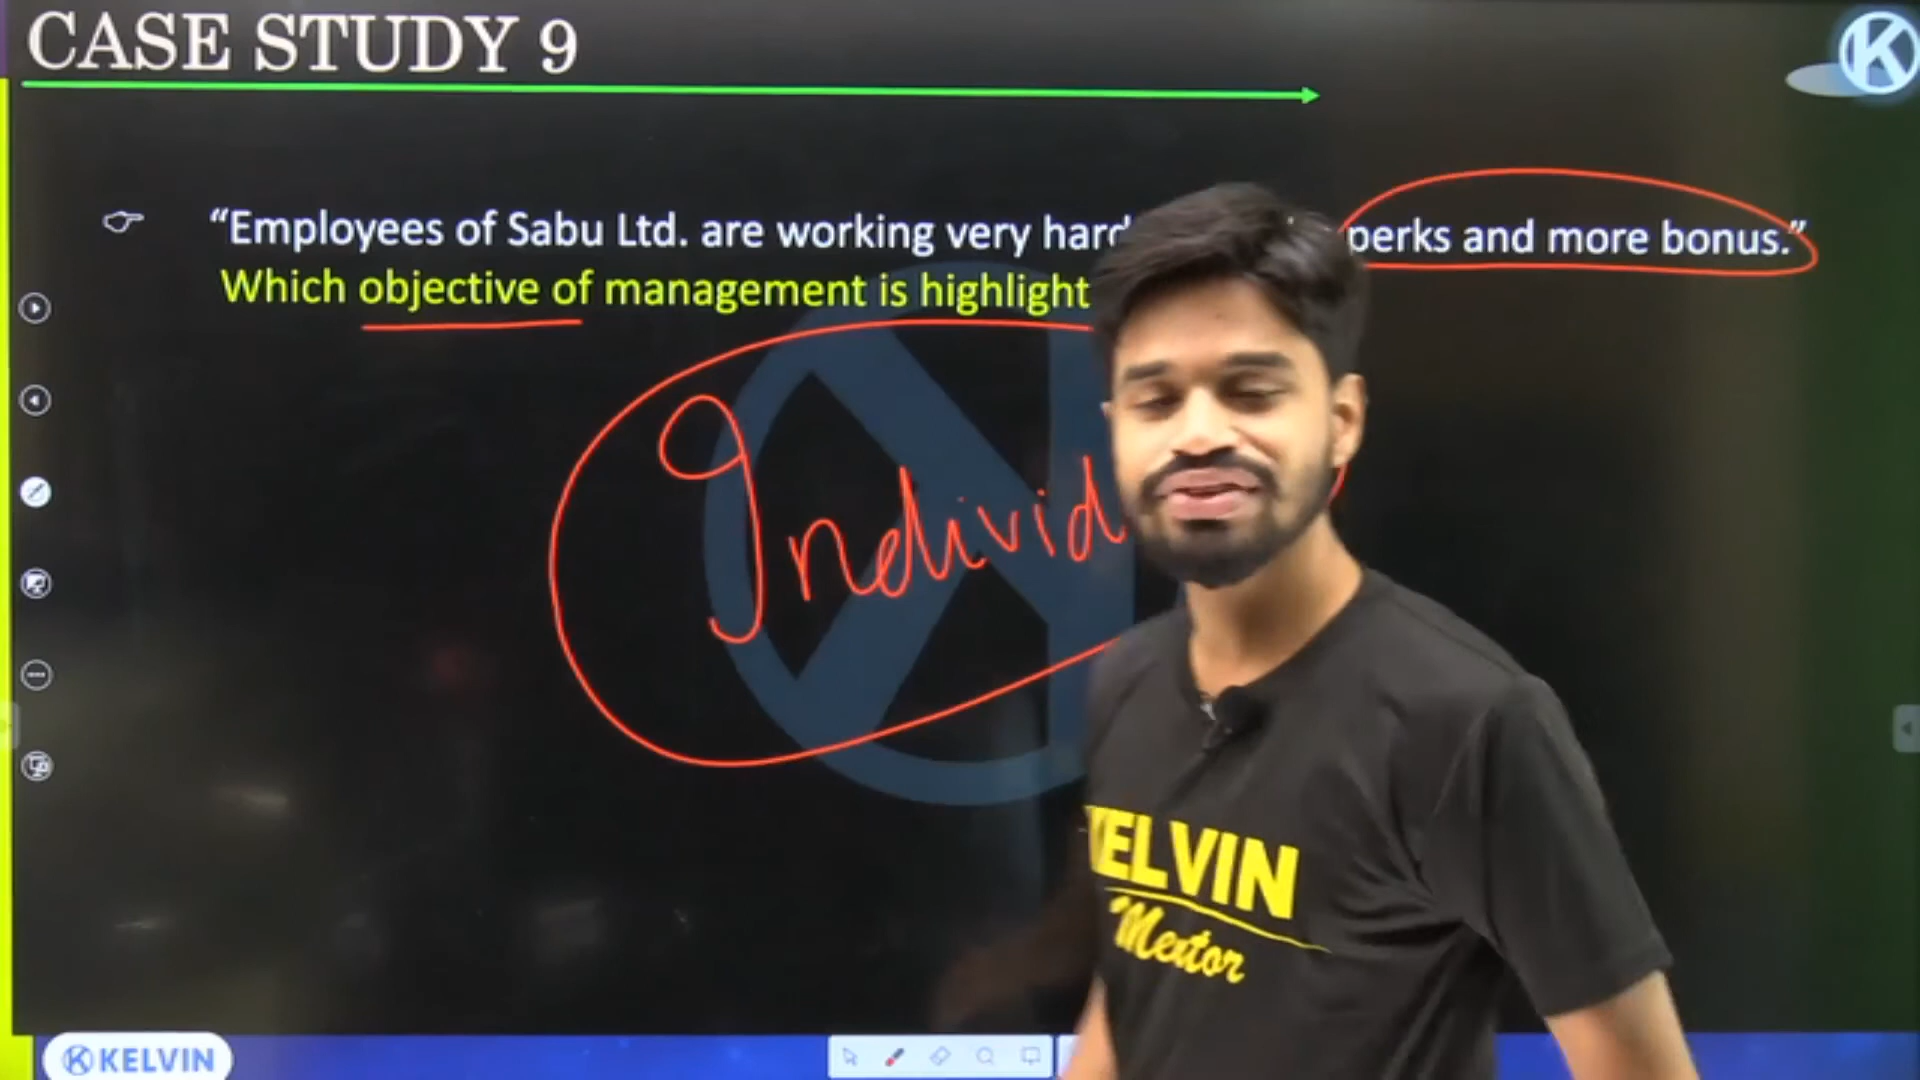 CASE STUDY 9
“Employees of Sabu Ltd. are working very hard perks and more bonus.”
Which objective of management is highlight
Individ
KELVIN
Mentor
KELVIN